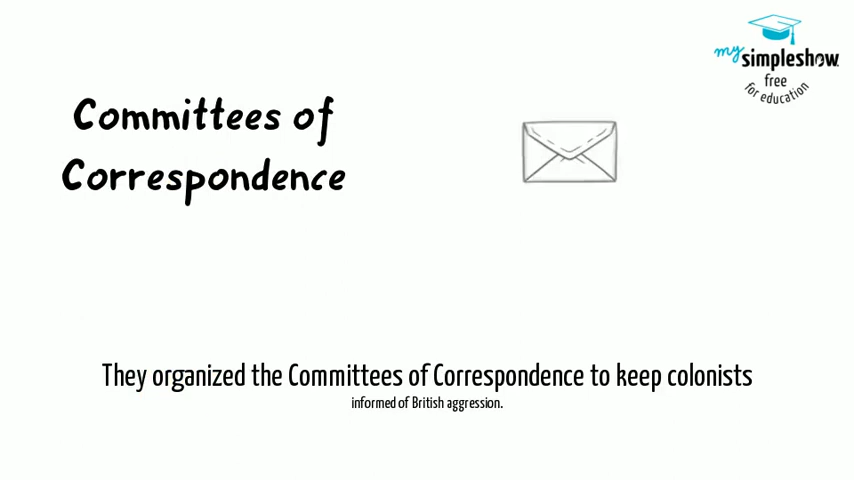 my
simpleshow
free
for education
Committees of
Correspondence
They organized the Committees of Correspondence to keep colonists
informed of British aggression.